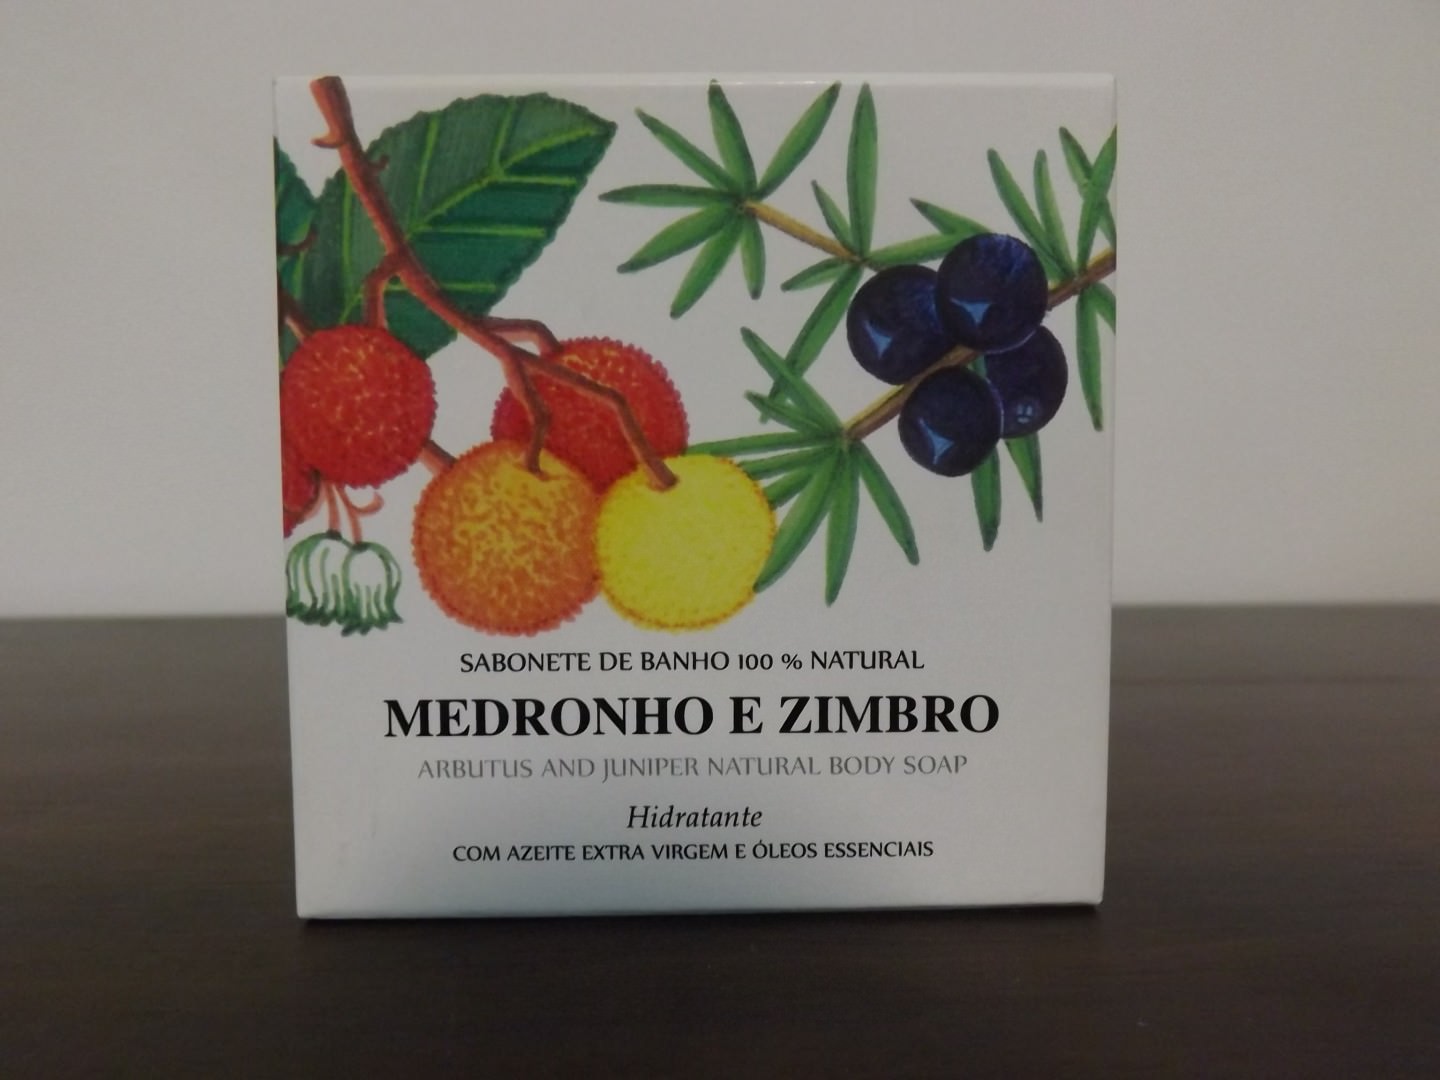 SABONETE DE BANHO 100 % NATURAL
MEDRONHO E ZIMBRO
ARBUTUS AND JUNIPER NATURAL BODY SOAP
Hidratante
COM AZEITE EXTRA VIRGEM E ÓLEOS ESSENCIAIS